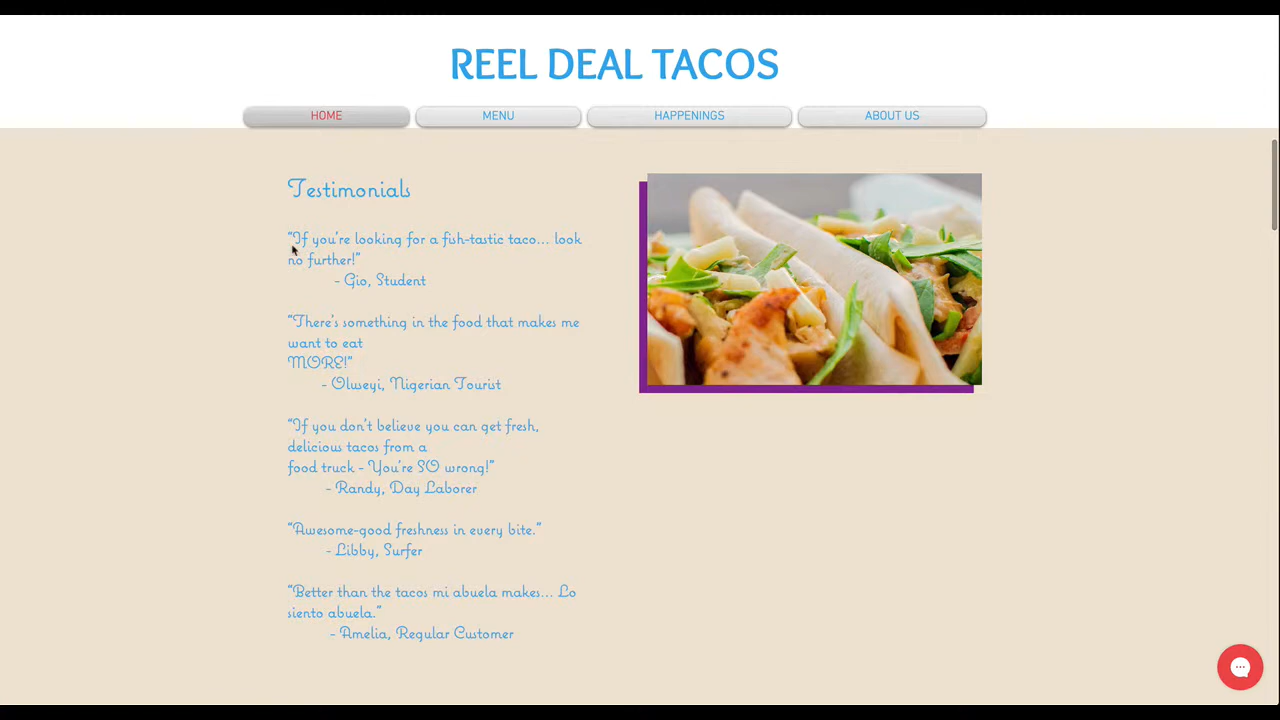 REEL DEAL TACOS
HOME
MENU
HAPPENINGS
ABOUT US
Testimonials
"If you're looking for a fish-tastic taco... look
no further!"
- Gio, Student
"There's something in the food that makes me
want to eat
MORE!"
- Oluseyi, Nigerian Tourist
"If you don't believe you can get fresh,
delicious tacos from a
food truck - You're SO wrong!"
- Randy, Day Laborer
"Awesome-good freshness in every bite."
- Libby, Surfer
"Better than the tacos mi abuela makes... Lo
siento abuela."
- Amelia, Regular Customer